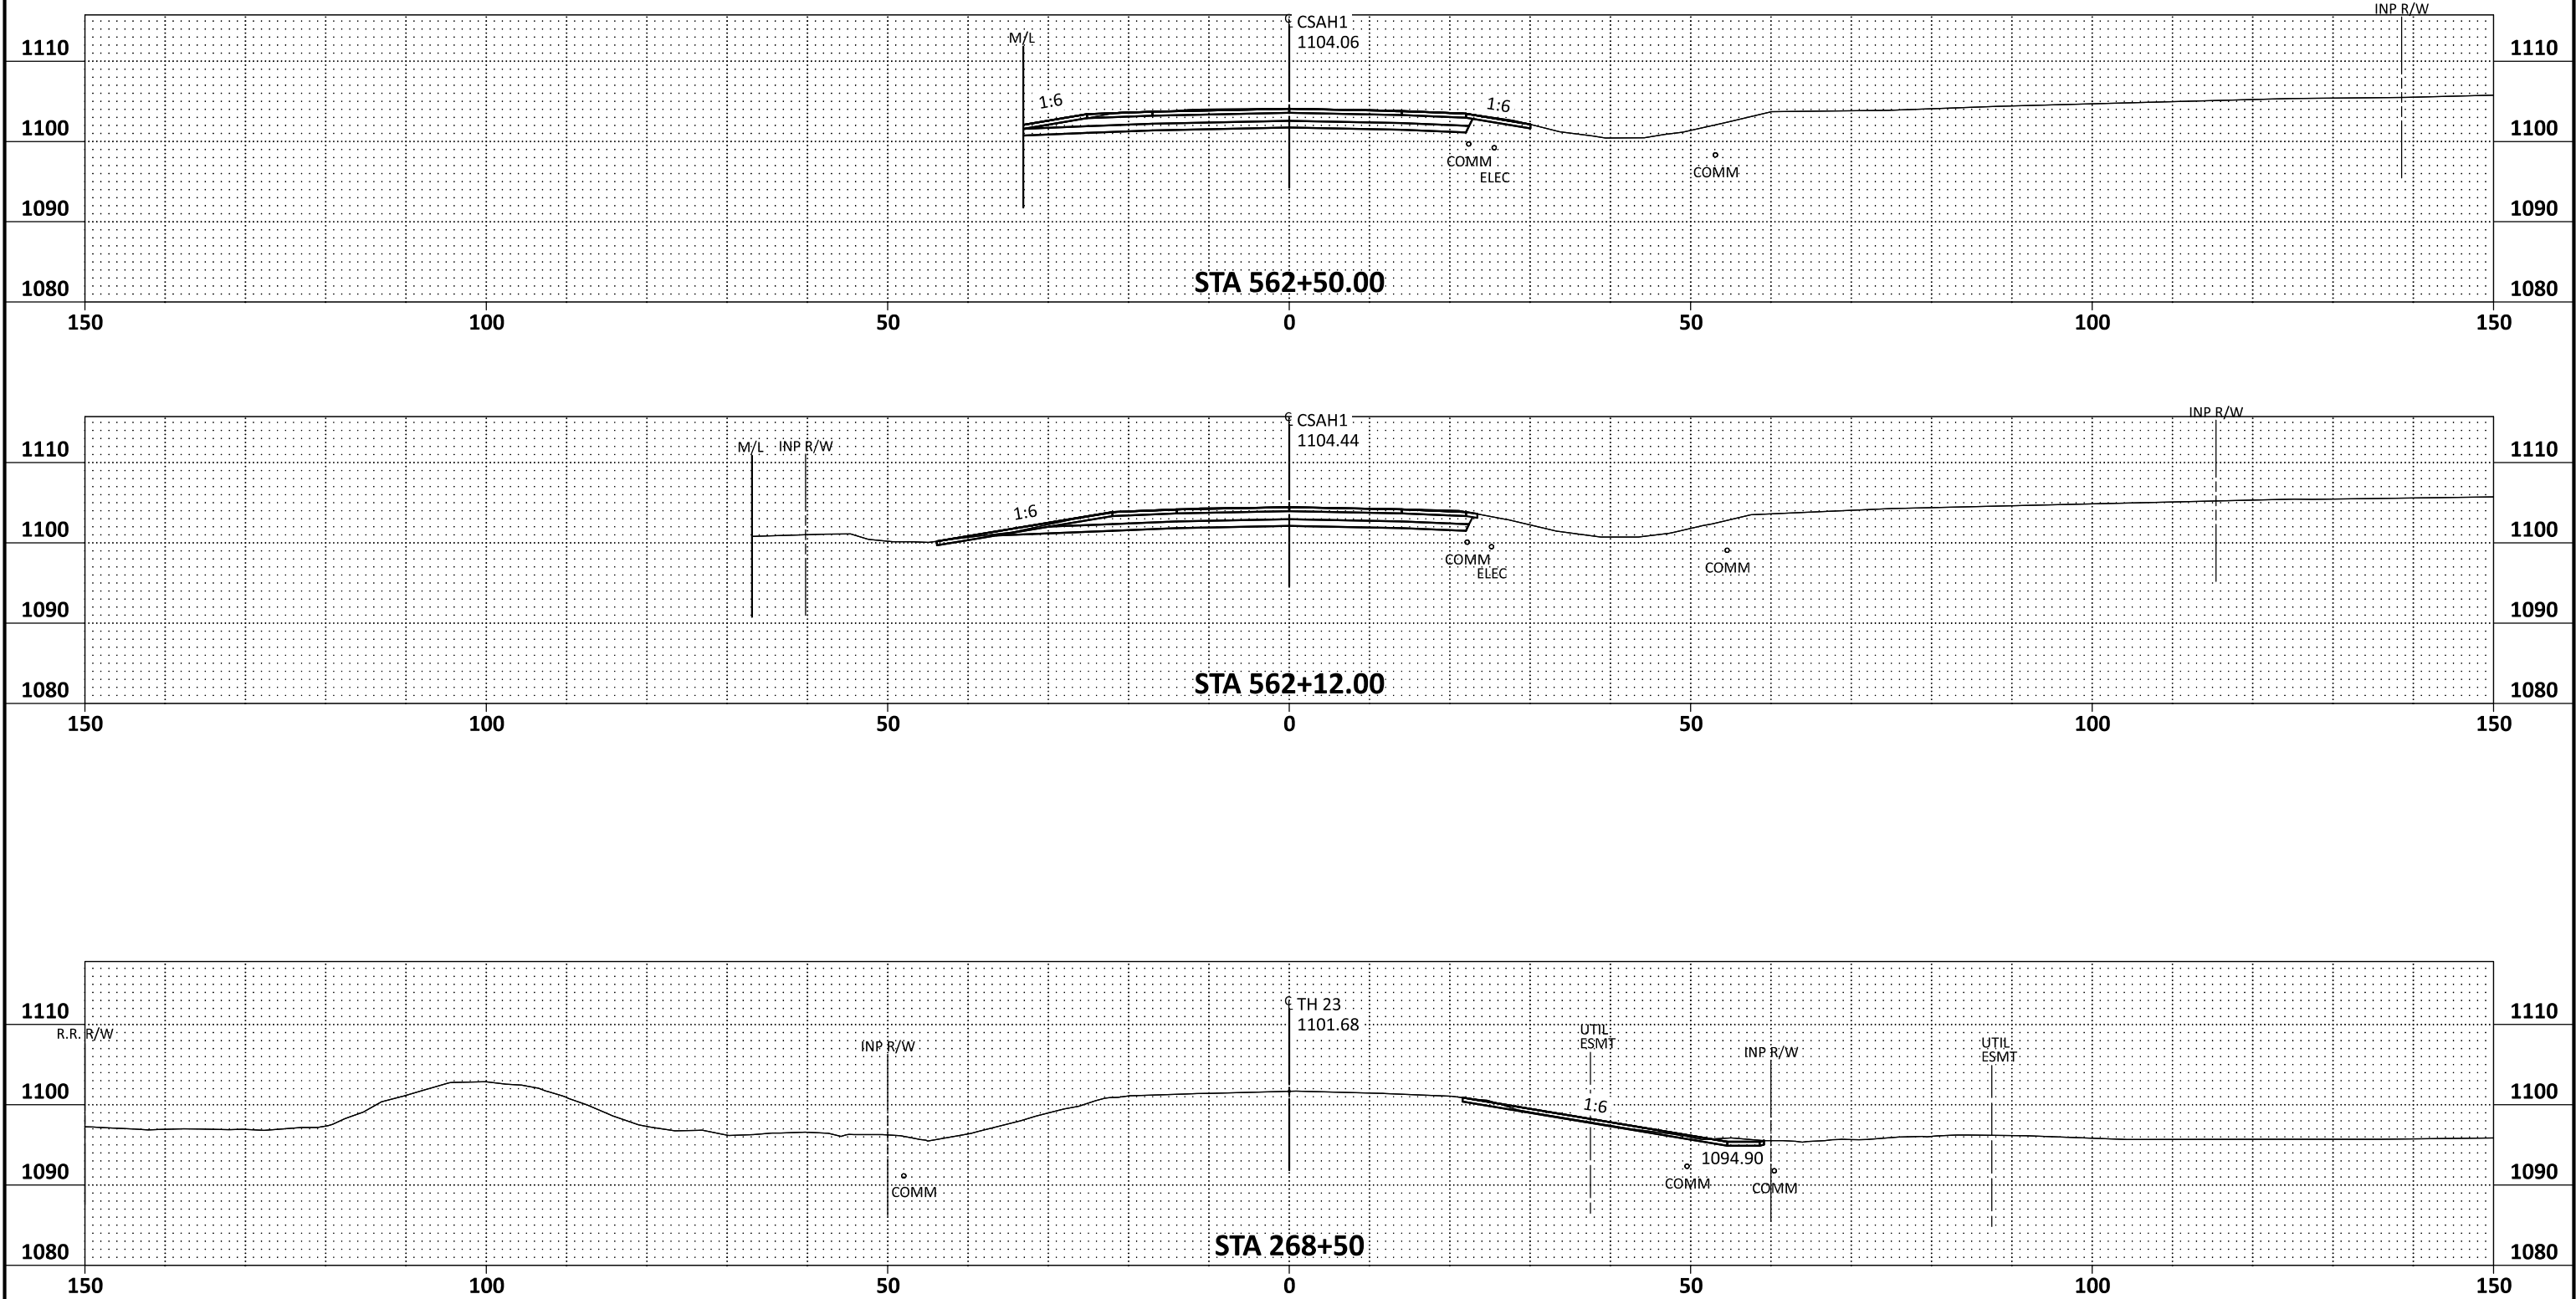 INP R/W
CL CSAH1
1104.06
M/L
1110 1110
1:6 1:6
1100 1100
COMM
ELEC
COMM
1090 1090
STA 562+50.00
1080 1080
150 100 50 0 50 100 150
INP R/W
CL CSAH1
1104.44
M/L INP R/W
1110 1110
1:6
1100 1100
COMM
ELEC
COMM
1090 1090
STA 562+12.00
1080 1080
150 100 50 0 50 100 150
CL TH 23
1101.68
1110 1110
R.R. R/W
INP R/W
UTIL
ESMT
INP R/W
UTIL
ESMT
1100 1100
1:6
1094.90
1090 1090
COMM
COMM
COMM
STA 268+50
1080 1080
150 100 50 0 50 100 150